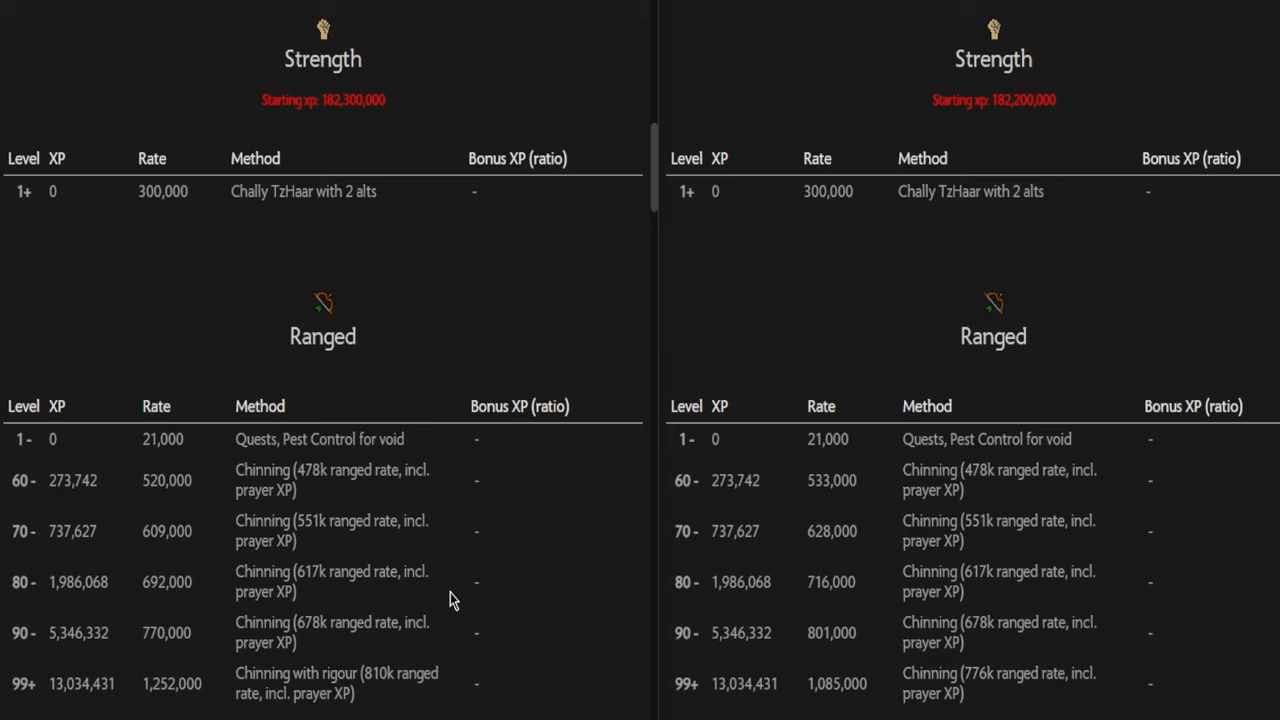 Strength
Starting xp: 182,300,000
Level XP Rate Method Bonus XP (ratio)
1+ 0 300,000 Chally TzHaar with 2 alts -
Ranged
Level XP Rate Method Bonus XP (ratio)
1 - 0 21,000 Quests, Pest Control for void -
60 - 273,742 520,000 Chinning (478k ranged rate, incl.
prayer XP) -
70 - 737,627 609,000 Chinning (551k ranged rate, incl.
prayer XP) -
80 - 1,986,068 692,000 Chinning (617k ranged rate, incl.
prayer XP) -
90 - 5,346,332 770,000 Chinning (678k ranged rate, incl.
prayer XP) -
99+ 13,034,431 1,252,000 Chinning with rigour (810k ranged
rate, incl. prayer XP) -
Strength
Starting xp: 182,200,000
Level XP Rate Method Bonus XP (ratio)
1+ 0 300,000 Chally TzHaar with 2 alts -
Ranged
Level XP Rate Method Bonus XP (ratio)
1 - 0 21,000 Quests, Pest Control for void -
60 - 273,742 533,000 Chinning (478k ranged rate, incl.
prayer XP) -
70 - 737,627 628,000 Chinning (551k ranged rate, incl.
prayer XP) -
80 - 1,986,068 716,000 Chinning (617k ranged rate, incl.
prayer XP) -
90 - 5,346,332 801,000 Chinning (678k ranged rate, incl.
prayer XP) -
99+ 13,034,431 1,085,000 Chinning (776k ranged rate, incl.
prayer XP) -